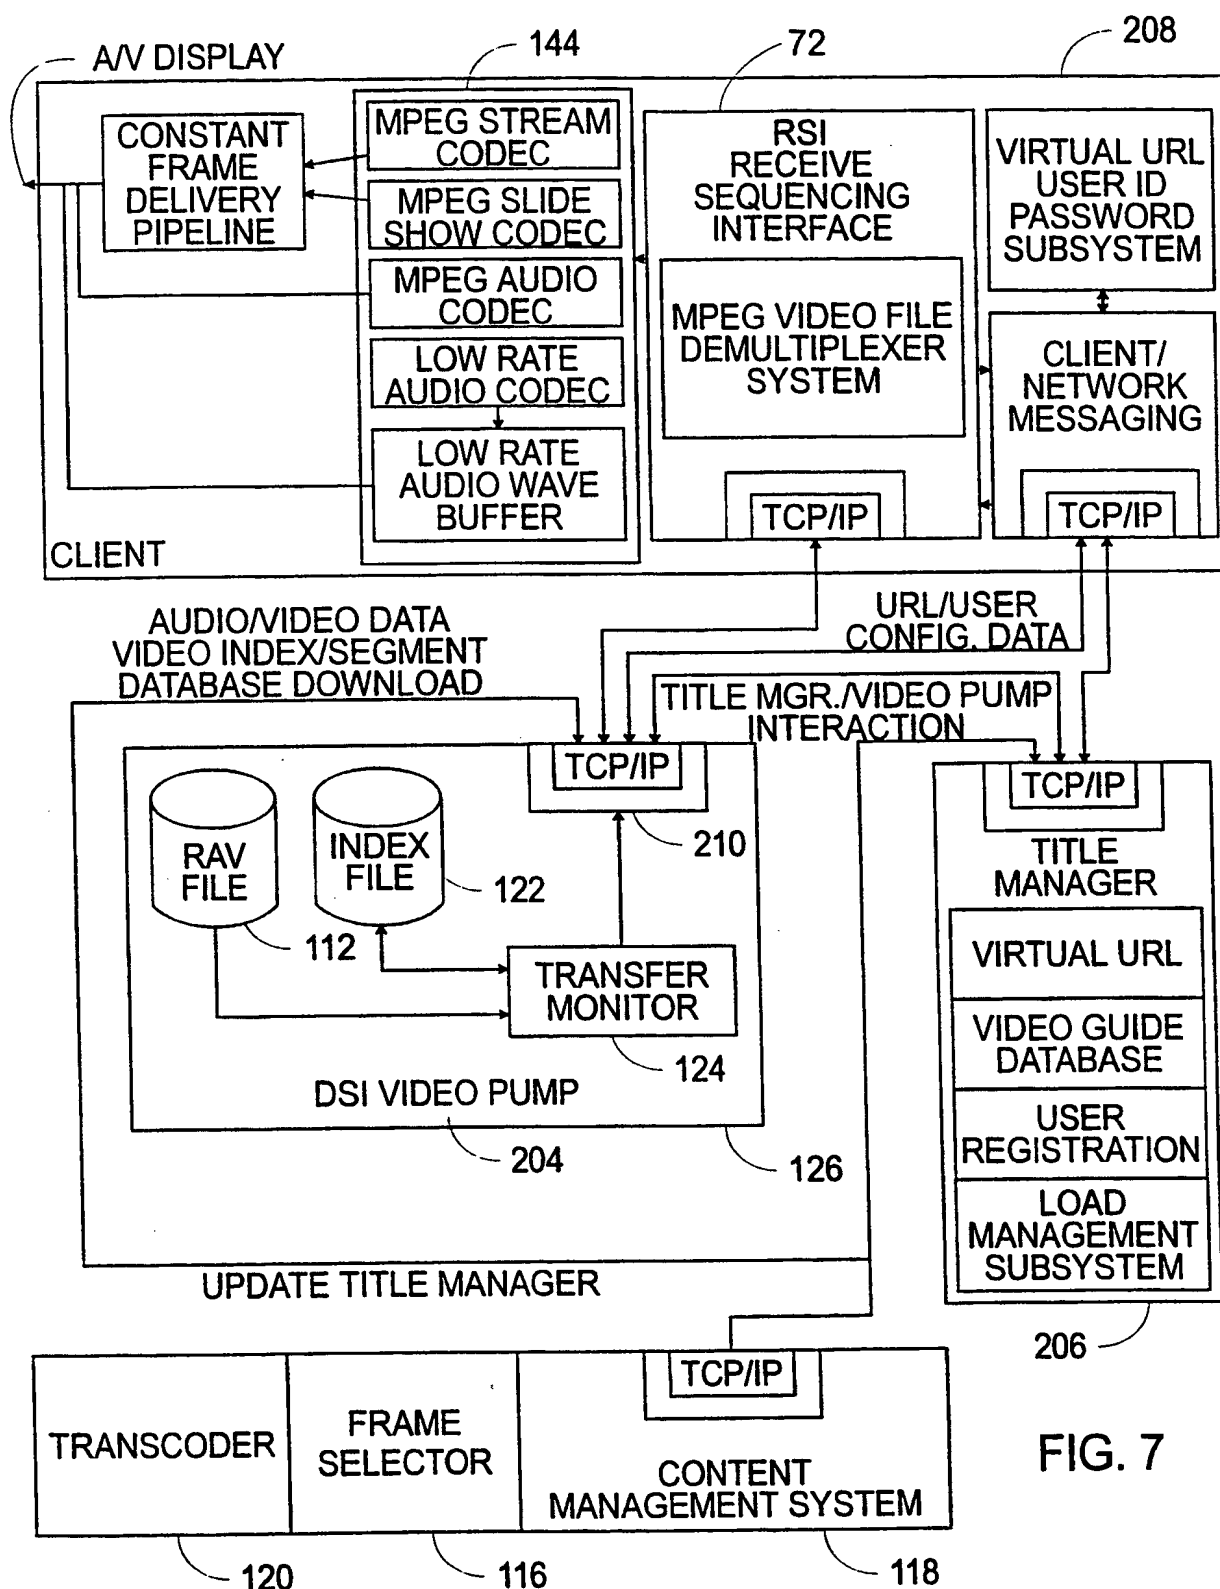 A/V DISPLAY
144
72
208
CONSTANT
FRAME
DELIVERY
PIPELINE
MPEG STREAM
CODEC
MPEG SLIDE
SHOW CODEC
MPEG AUDIO
CODEC
LOW RATE
AUDIO CODEC
LOW RATE
AUDIO WAVE
BUFFER
RSI
RECEIVE
SEQUENCING
INTERFACE
MPEG VIDEO FILE
DEMULTIPLEXER
SYSTEM
TCP/IP
VIRTUAL URL
USER ID
PASSWORD
SUBSYSTEM
CLIENT/
NETWORK
MESSAGING
TCP/IP
CLIENT
AUDIO/VIDEO DATA
VIDEO INDEX/SEGMENT
DATABASE DOWNLOAD
URL/USER
CONFIG. DATA
TITLE MGR./VIDEO PUMP
INTERACTION
TCP/IP
210
RAV
FILE
112
INDEX
FILE
122
TRANSFER
MONITOR
124
DSI VIDEO PUMP
204
126
TCP/IP
TITLE
MANAGER
VIRTUAL URL
VIDEO GUIDE
DATABASE
USER
REGISTRATION
LOAD
MANAGEMENT
SUBSYSTEM
206
UPDATE TITLE MANAGER
TRANSCODER
FRAME
SELECTOR
TCP/IP
CONTENT
MANAGEMENT SYSTEM
120
116
118
FIG. 7